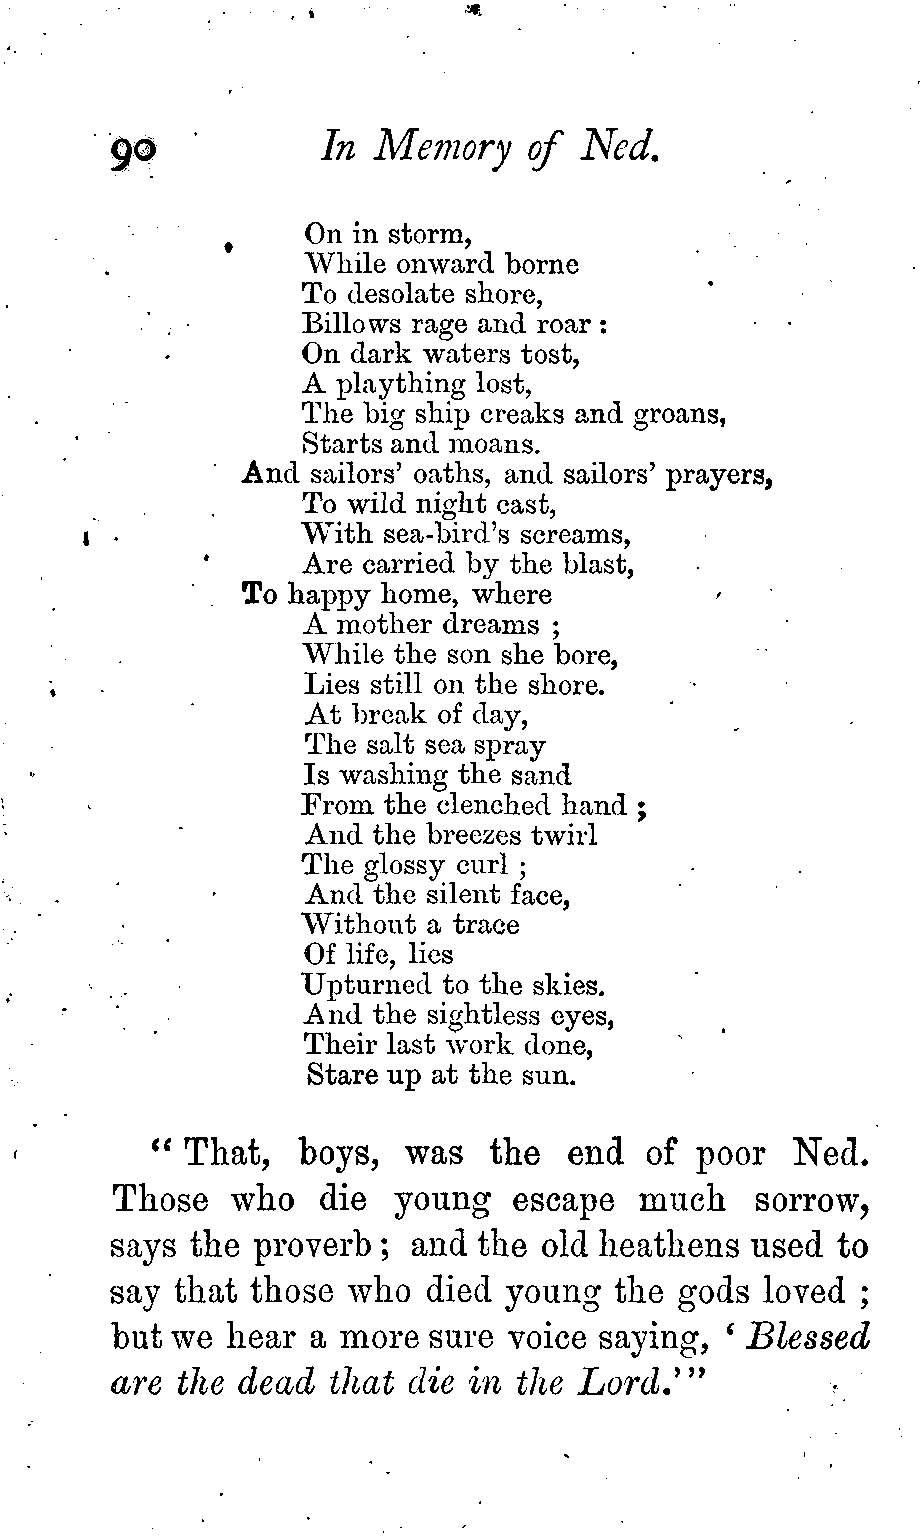 90 In Memory of Ned.
On in storm,
While onward borne
To desolate shore,
Billows rage and roar :
On dark waters tost,
A plaything lost,
The big ship creaks and groans,
Starts and moans.
And sailors' oaths, and sailors' prayers,
To wild night cast,
With sea-bird's screams,
Are carried by the blast,
To happy home, where
A mother dreams ;
While the son she bore,
Lies still on the shore.
At break of day,
The salt sea spray
Is washing the sand
From the clenched hand ;
And the breezes twirl
The glossy curl ;
And the silent face,
Without a trace
Of life, lies
Upturned to the skies.
And the sightless eyes,
Their last work done,
Stare up at the sun.
“ That, boys, was the end of poor Ned.
Those who die young escape much sorrow,
says the proverb ; and the old heathens used to
say that those who died young the gods loved ;
but we hear a more sure voice saying, ‘ Blessed
are the dead that die in the Lord.’ ”